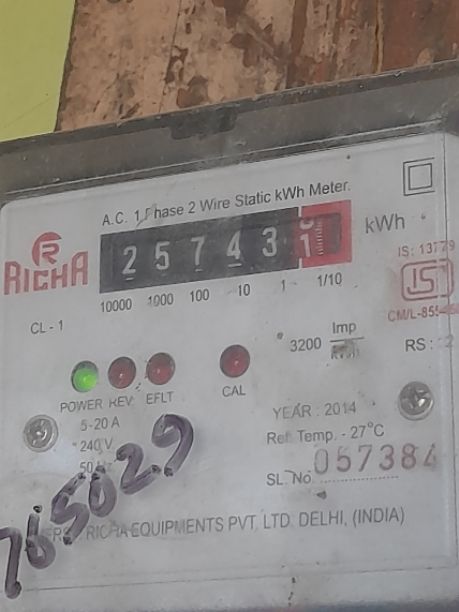 A.C. 1 Phase 2 Wire Static kWh Meter.
R
RICHA
2 5 7 4 3 1 kWh
10000 1000 100 10 1 1/10
IS: 13779
ISI
CL - 1
3200 Imp
RS :
POWER REV. EFLT CAL
5-20 A
240 V
50 Hz
YEAR : 2014
Ref. Temp. - 27°C
SL. No. 057384
765029
RICHA EQUIPMENTS PVT. LTD. DELHI, (INDIA)